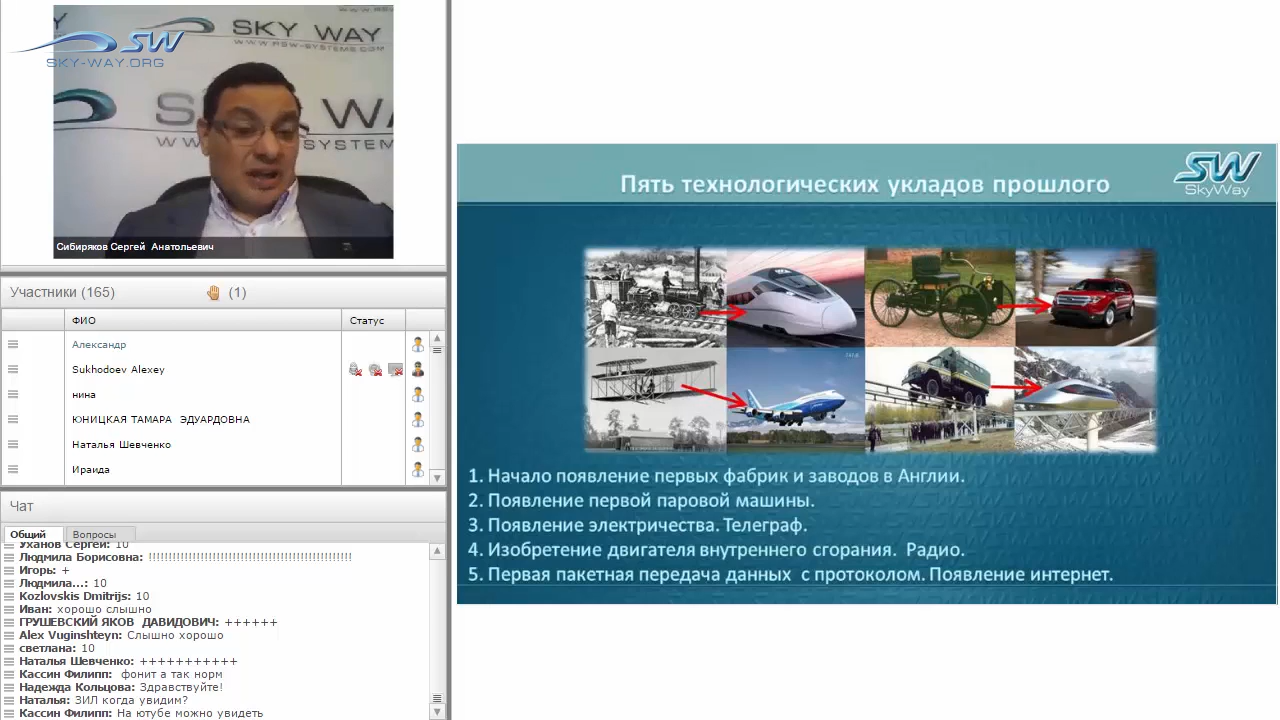 SKY WAY
WWW.RSW-SYSTEMS.COM
SW
SKY-WAY.ORG
Сибиряков Сергей Анатольевич
Участники (165)
(1)
ФИО Статус
Александр
Sukhodoev Alexey
нина
ЮНИЦКАЯ ТАМАРА ЭДУАРДОВНА
Наталья Шевченко
Ираида
Чат
Общий Вопросы
Уханов Сергей: 10
Людмила Борисовна: !!!!!!!!!!!!!!!!!!!!!!!!!!!!!!!!!!!!!!!!!!!!!!!!!!!
Игорь: +
Людмила...: 10
Kozlovskis Dmitrijs: 10
Иван: хорошо слышно
ГРУШЕВСКИЙ ЯКОВ ДАВИДОВИЧ: ++++++
Alex Vuginshteyn: Слышно хорошо
светлана: 10
Наталья Шевченко: +++++++++++
Кассин Филипп: фонит а так норм
Надежда Кольцова: Здравствуйте!
Наталья: ЗИЛ когда увидим?
Кассин Филипп: На ютубе можно увидеть
Пять технологических укладов прошлого
SW
SkyWay
1. Начало появление первых фабрик и заводов в Англии.
2. Появление первой паровой машины.
3. Появление электричества. Телеграф.
4. Изобретение двигателя внутреннего сгорания. Радио.
5. Первая пакетная передача данных с протоколом. Появление интернет.